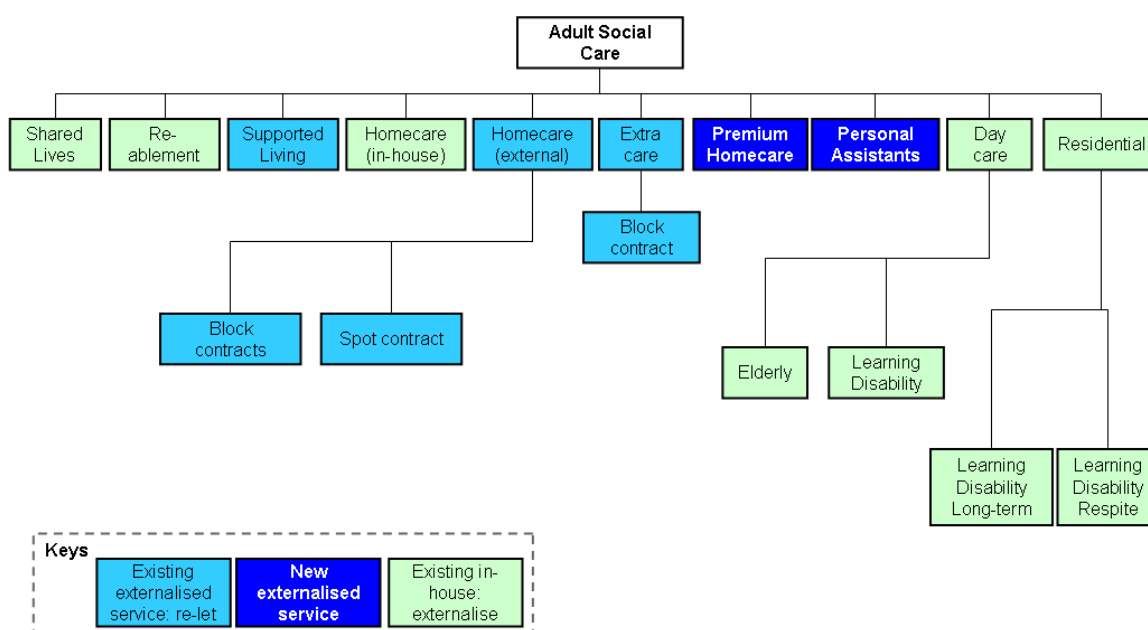 Adult Social
Care
Shared
Lives
Re-
ablement
Supported
Living
Homecare
(in-house)
Homecare
(external)
Extra
care
Premium
Homecare
Personal
Assistants
Day
care
Residential
Block
contract
Block
contracts
Spot contract
Elderly
Learning
Disability
Learning
Disability
Long-term
Learning
Disability
Respite
Keys
Existing
externalised
service: re-let
New
externalised
service
Existing in-
house:
externalise